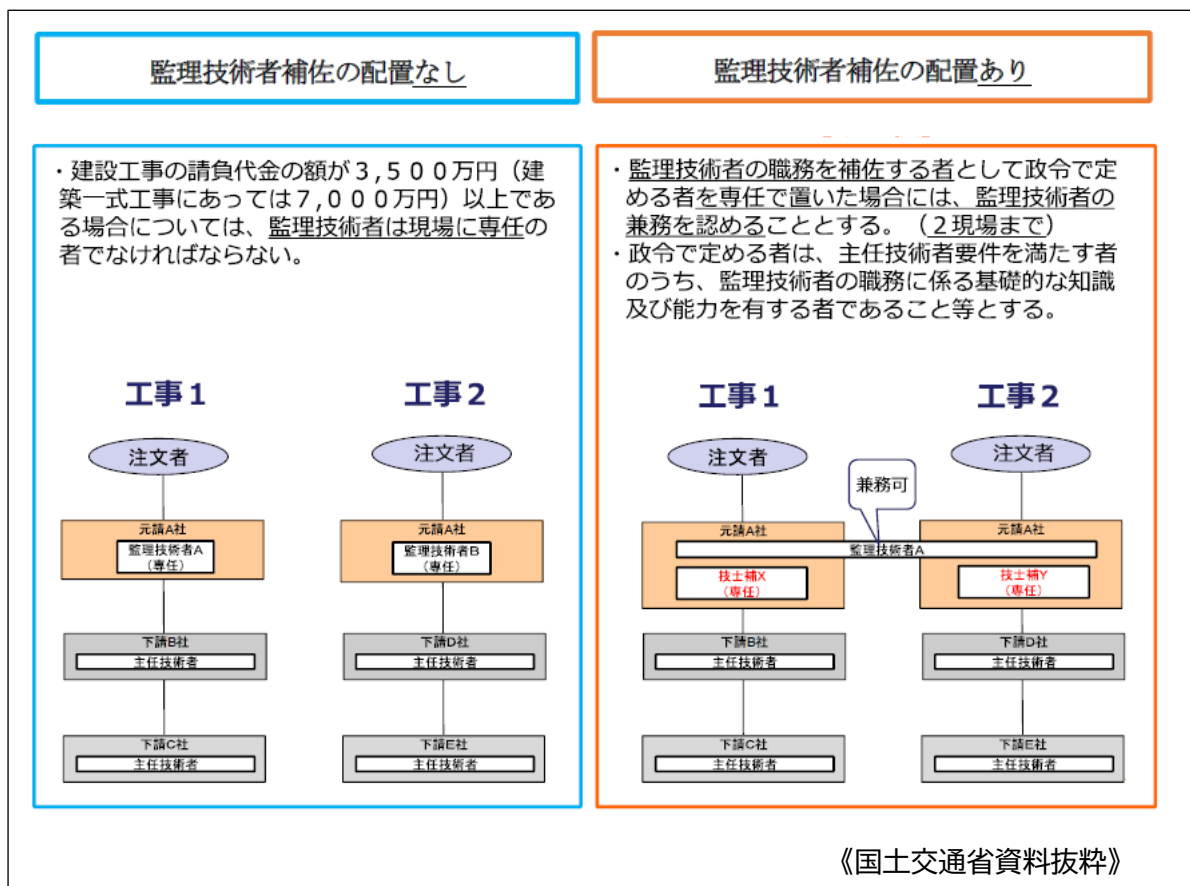 監理技術者補佐の配置なし
・建設工事の請負代金の額が3,500万円（建
築一式工事にあっては7,000万円）以上であ
る場合については、監理技術者は現場に専任の
者でなければならない。
工事1
工事2
注文者
注文者
元請A社
監理技術者A
（専任）
元請A社
監理技術者B
（専任）
下請B社
主任技術者
下請D社
主任技術者
下請C社
主任技術者
下請E社
主任技術者
監理技術者補佐の配置あり
・監理技術者の職務を補佐する者として政令で定
める者を専任で置いた場合には、監理技術者の
兼務を認めることとする。（2現場まで）
・政令で定める者は、主任技術者要件を満たす者
のうち、監理技術者の職務に係る基礎的な知識
及び能力を有する者であること等とする。
工事1
工事2
注文者
注文者
兼務可
元請A社
元請A社
監理技術者A
技士補X
（専任）
技士補Y
（専任）
下請B社
主任技術者
下請D社
主任技術者
下請C社
主任技術者
下請E社
主任技術者
《国土交通省資料抜粋》